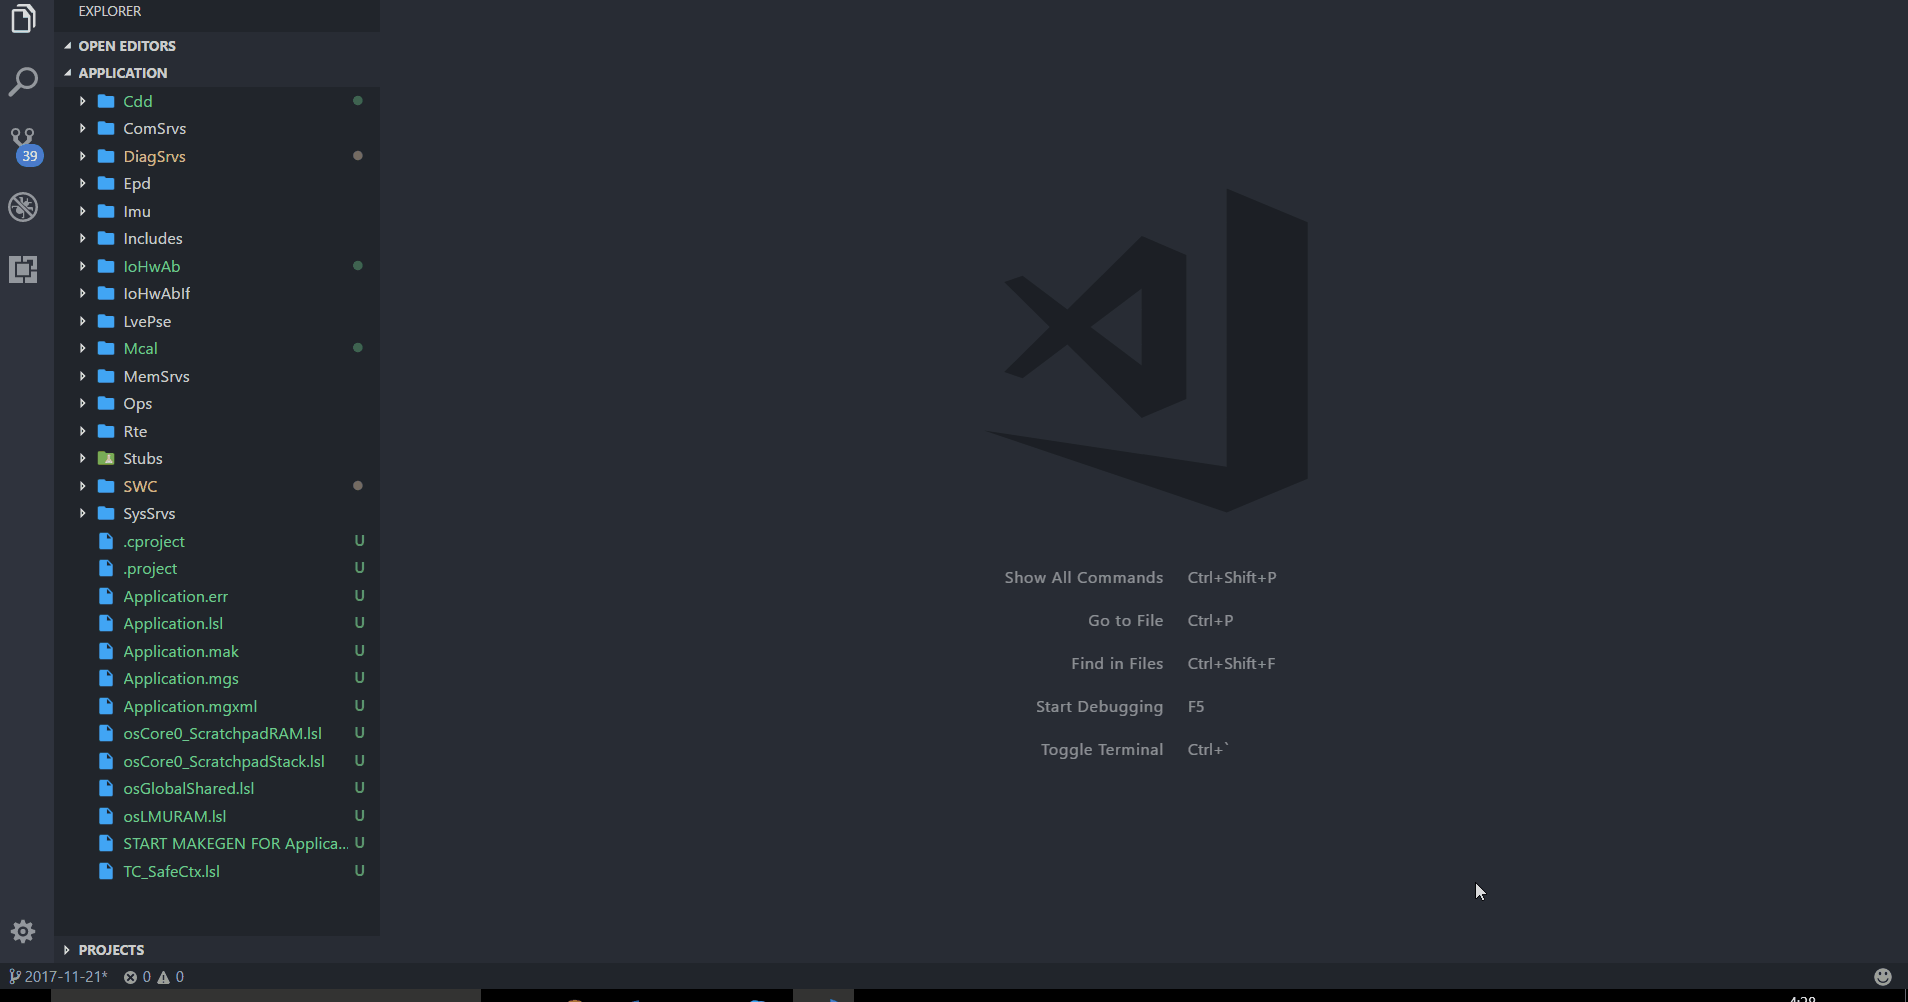 EXPLORER
OPEN EDITORS
APPLICATION
Cdd
ComSrvs
39
DiagSrvs
Epd
Imu
Includes
IoHwAb
IoHwAbIf
LvePse
Mcal
MemSrvs
Ops
Rte
Stubs
SWC
SysSrvs
.cproject U
.project U
Application.err U
Application.lsl U
Application.mak U
Application.mgs U
Application.mgxml U
osCore0_ScratchpadRAM.lsl U
osCore0_ScratchpadStack.lsl U
osGlobalShared.lsl U
osLMURAM.lsl U
START MAKEGEN FOR Applica... U
TC_SafeCtx.lsl U
PROJECTS
2017-11-21* 0 0
Show All Commands Ctrl+Shift+P
Go to File Ctrl+P
Find in Files Ctrl+Shift+F
Start Debugging F5
Toggle Terminal Ctrl+`